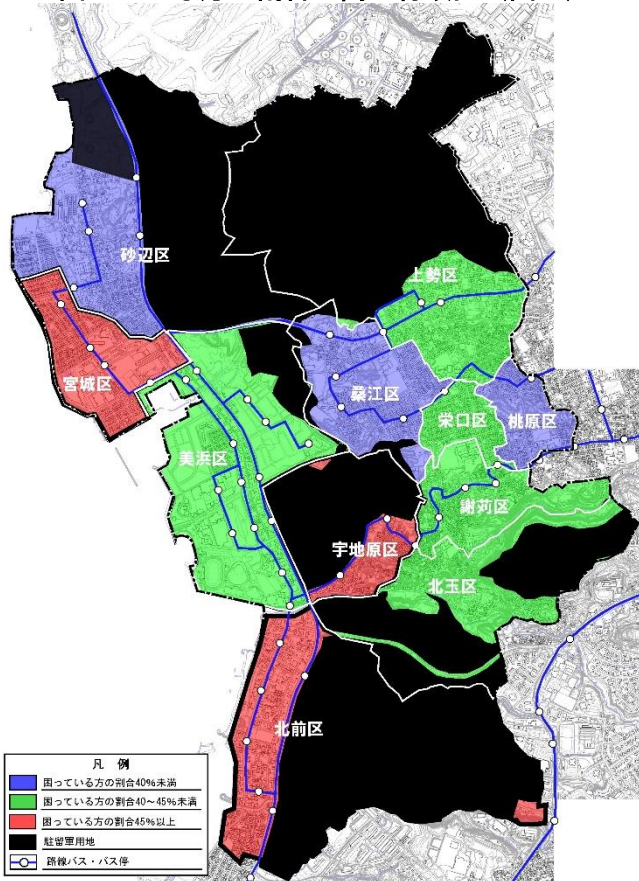 砂辺区
上勢区
宮城区
桑江区
栄口区
桃原区
美浜区
謝苅区
宇地原区
北玉区
北前区
凡 例
困っている方の割合40%未満
困っている方の割合40~45%未満
困っている方の割合45%以上
駐留軍用地
路線バス・バス停